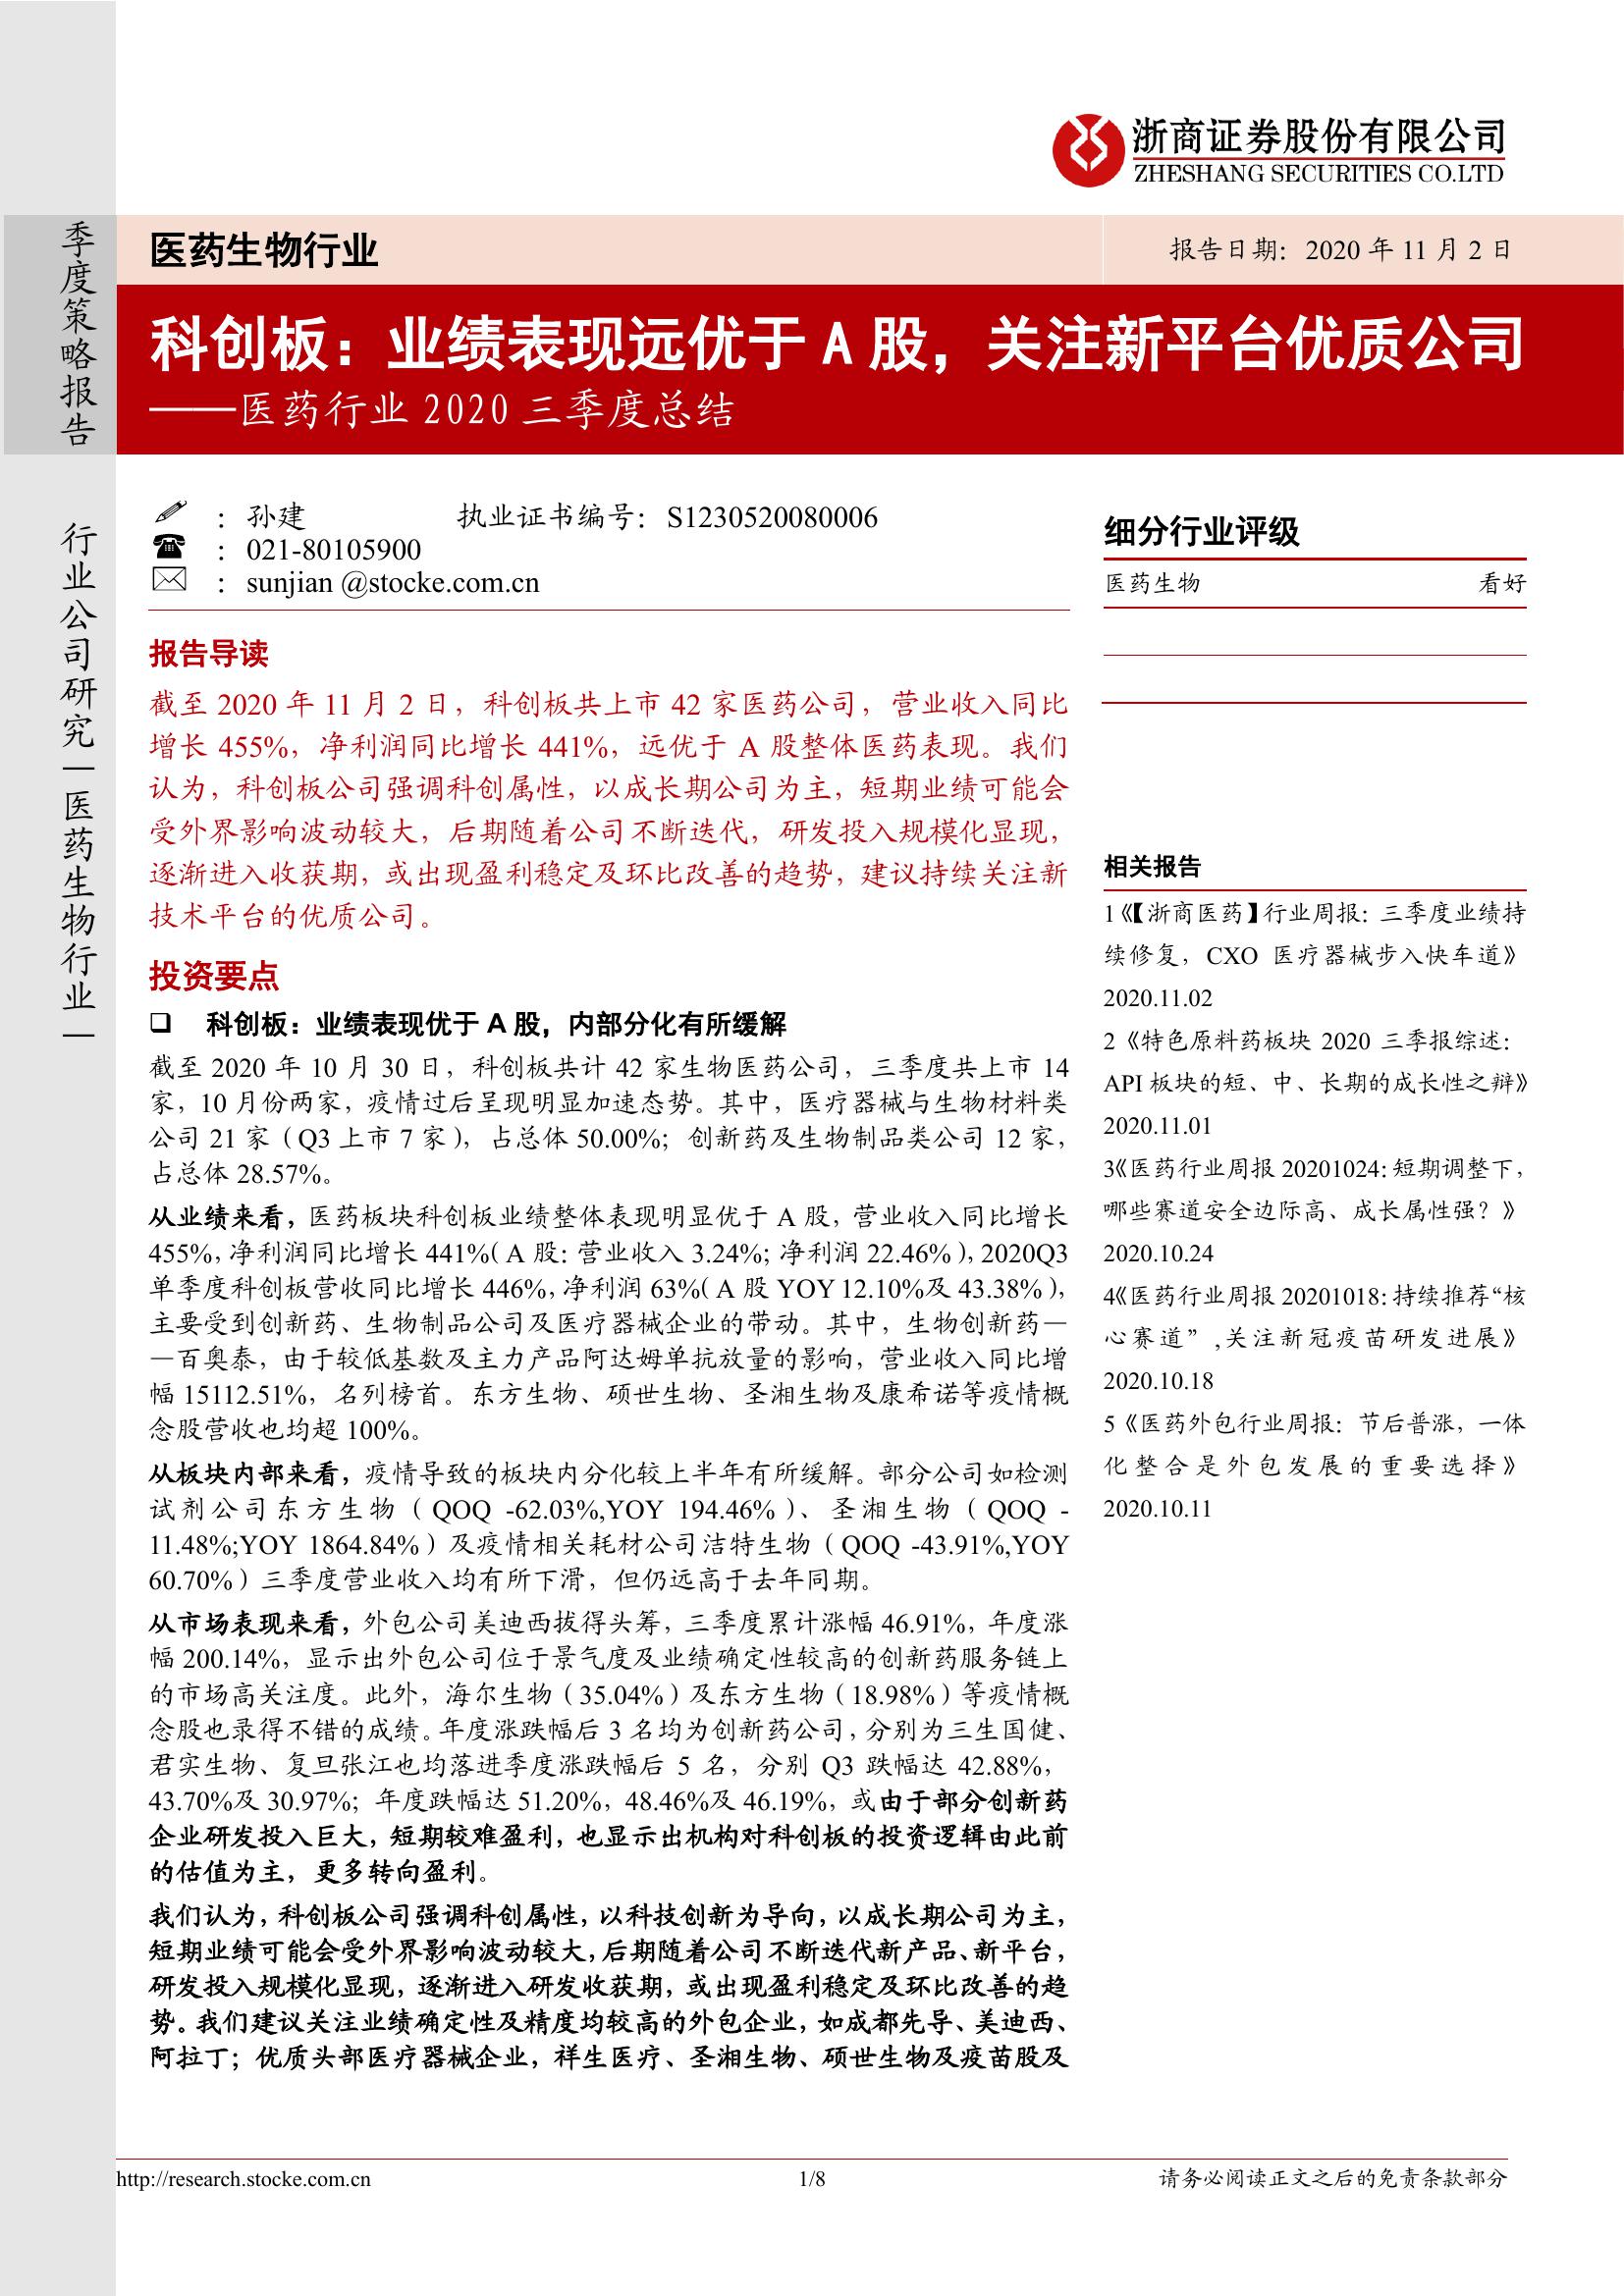 浙商证券股份有限公司
ZHESHANG SECURITIES CO.LTD
季度策略报告
行业公司研究|医药生物行业|
医药生物行业
报告日期：2020 年 11 月 2 日
科创板：业绩表现远优于 A 股，关注新平台优质公司
——医药行业 2020 三季度总结
： 孙建 执业证书编号：S1230520080006
： 021-80105900
： sunjian @stocke.com.cn
报告导读
截至 2020 年 11 月 2 日，科创板共上市 42 家医药公司，营业收入同比
增长 455%，净利润同比增长 441%，远优于 A 股整体医药表现。我们
认为，科创板公司强调科创属性，以成长期公司为主，短期业绩可能会
受外界影响波动较大，后期随着公司不断迭代，研发投入规模化显现，
逐渐进入收获期，或出现盈利稳定及环比改善的趋势，建议持续关注新
技术平台的优质公司。
投资要点
❑ 科创板：业绩表现优于 A 股，内部分化有所缓解
截至 2020 年 10 月 30 日，科创板共计 42 家生物医药公司，三季度共上市 14
家，10 月份两家，疫情过后呈现明显加速态势。其中，医疗器械与生物材料类
公司 21 家（Q3 上市 7 家），占总体 50.00%；创新药及生物制品类公司 12 家，
占总体 28.57%。
从业绩来看，医药板块科创板业绩整体表现明显优于 A 股，营业收入同比增长
455%，净利润同比增长 441%（A 股：营业收入 3.24%；净利润 22.46%），2020Q3
单季度科创板营收同比增长 446%，净利润 63%（A 股 YOY 12.10%及 43.38%），
主要受到创新药、生物制品公司及医疗器械企业的带动。其中，生物创新药—
—百奥泰，由于较低基数及主力产品阿达姆单抗放量的影响，营业收入同比增
幅 15112.51%，名列榜首。东方生物、硕世生物、圣湘生物及康希诺等疫情概
念股营收也均超 100%。
从板块内部来看，疫情导致的板块内分化较上半年有所缓解。部分公司如检测
试剂公司东方生物（QOQ -62.03%,YOY 194.46%）、圣湘生物（QOQ -
11.48%;YOY 1864.84%）及疫情相关耗材公司洁特生物（QOQ -43.91%,YOY
60.70%）三季度营业收入均有所下滑，但仍远高于去年同期。
从市场表现来看，外包公司美迪西拔得头筹，三季度累计涨幅 46.91%，年度涨
幅 200.14%，显示出外包公司位于景气度及业绩确定性较高的创新药服务链上
的市场高关注度。此外，海尔生物（35.04%）及东方生物（18.98%）等疫情概
念股也录得不错的成绩。年度涨跌幅后 3 名均为创新药公司，分别为三生国健、
君实生物、复旦张江也均落进季度涨跌幅后 5 名，分别 Q3 跌幅达 42.88%，
43.70%及 30.97%；年度跌幅达 51.20%，48.46%及 46.19%，或由于部分创新药
企业研发投入巨大，短期较难盈利，也显示出机构对科创板的投资逻辑由此前
的估值为主，更多转向盈利。
我们认为，科创板公司强调科创属性，以科技创新为导向，以成长期公司为主，
短期业绩可能会受外界影响波动较大，后期随着公司不断迭代新产品、新平台，
研发投入规模化显现，逐渐进入研发收获期，或出现盈利稳定及环比改善的趋
势。我们建议关注业绩确定性及精度均较高的外包企业，如成都先导、美迪西、
阿拉丁；优质头部医疗器械企业，祥生医疗、圣湘生物、硕世生物及疫苗股及
细分行业评级
医药生物 看好
相关报告
1《【浙商医药】行业周报：三季度业绩持
续修复，CXO 医疗器械步入快车道》
2020.11.02
2《特色原料药板块 2020 三季报综述：
API 板块的短、中、长期的成长性之辩》
2020.11.01
3《医药行业周报 20201024：短期调整下，
哪些赛道安全边际高、成长属性强？》
2020.10.24
4《医药行业周报 20201018：持续推荐“核
心赛道”,关注新冠疫苗研发进展》
2020.10.18
5《医药外包行业周报：节后普涨，一体
化整合是外包发展的重要选择》
2020.10.11
http://research.stocke.com.cn 1/8 请务必阅读正文之后的免责条款部分